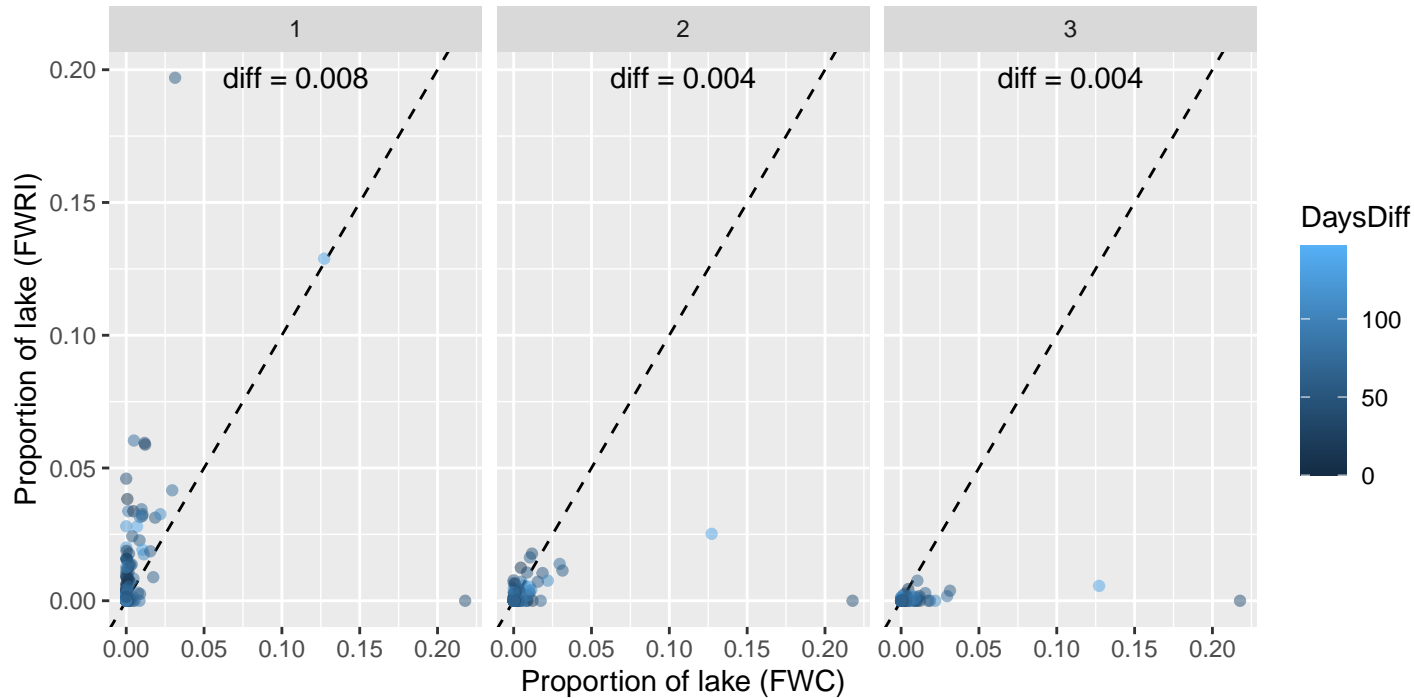 1 2 3
diff = 0.008 diff = 0.004 diff = 0.004
0.20
0.15
0.10
0.05
0.00
Proportion of lake (FWRI)
0.00 0.05 0.10 0.15 0.20 0.00 0.05 0.10 0.15 0.20 0.00 0.05 0.10 0.15 0.20
Proportion of lake (FWC)
DaysDiff
100
50
0